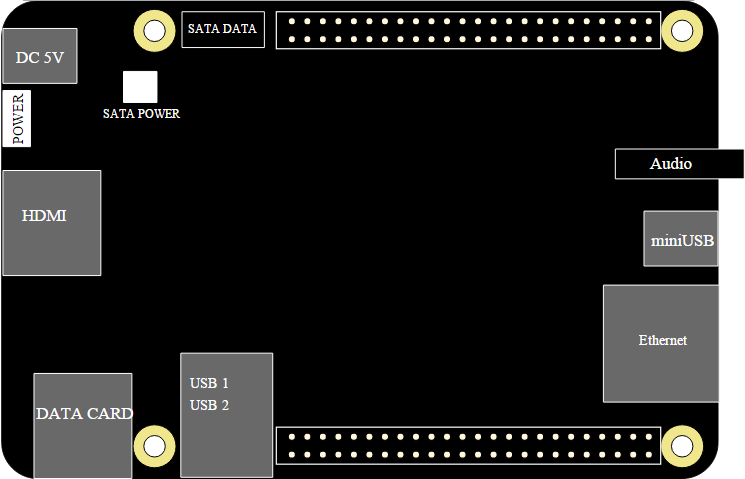 SATA DATA
DC 5V
POWER
SATA POWER
Audio
HDMI
miniUSB
Ethernet
USB 1
USB 2
DATA CARD